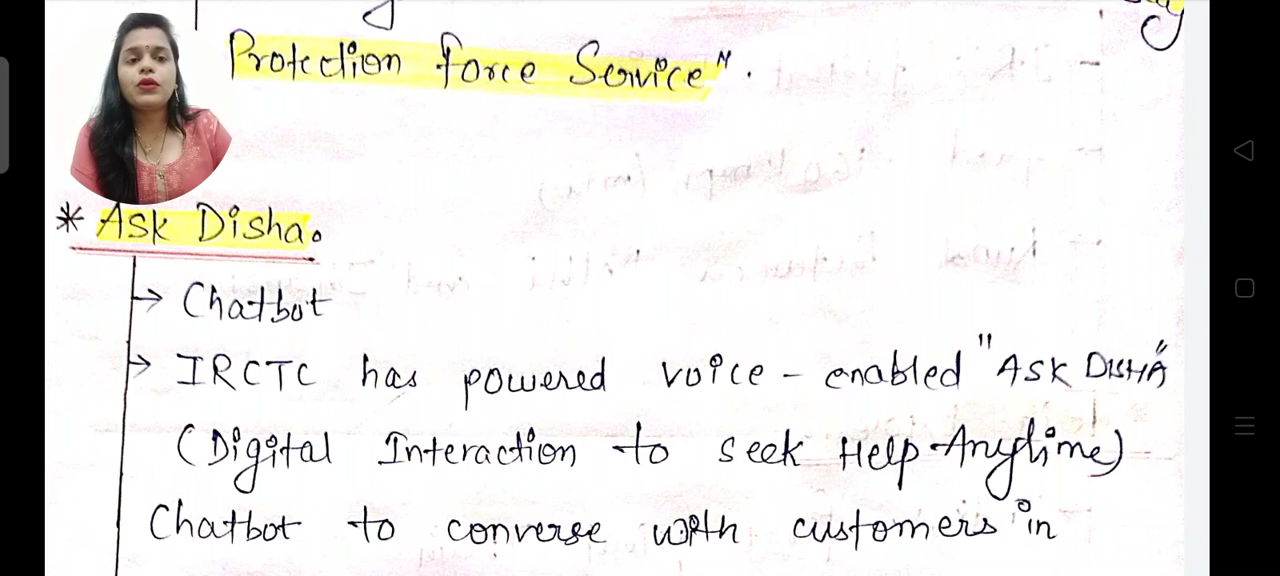 Protection force Service".
* Ask Disha.
→ Chatbot
→ IRCTC has powered voice-enabled "ASK DISHA"
(Digital Interaction to seek Help Anytime)
Chatbot to converse with customers in